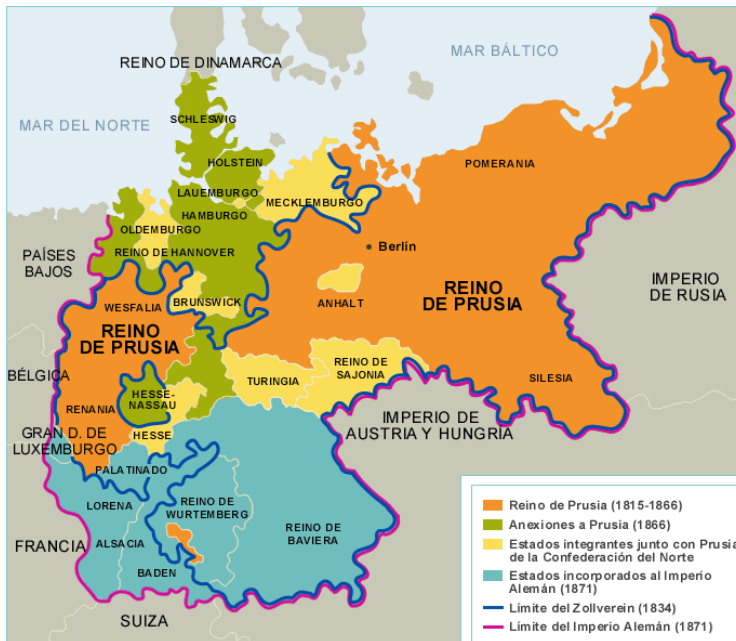 REINO DE DINAMARCA
MAR BÁLTICO
MAR DEL NORTE
SCHLESWIG
HOLSTEIN
POMERANIA
LAUEMBURGO
MECKLEMBURGO
HAMBURGO
OLDEMBURGO
Berlín
REINO DE HANNOVER
PAÍSES
BAJOS
IMPERIO
DE RUSIA
REINO
DE PRUSIA
WESFALIA
BRUNSWICK
ANHALT
REINO
DE PRUSIA
REINO DE
SAJONIA
BÉLGICA
TURINGIA
SILESIA
HESSE-
NASSAU
RENANIA
IMPERIO DE
AUSTRIA Y HUNGRÍA
HESSE
GRAN D. DE
LUXEMBURGO
PALATINADO
LORENA
REINO DE
WURTEMBERG
REINO DE
BAVIERA
FRANCIA
ALSACIA
BADEN
SUIZA
Reino de Prusia (1815-1866)
Anexiones a Prusia (1866)
Estados integrantes junto con Prusia
de la Confederación del Norte
Estados incorporados al Imperio
Alemán (1871)
Límite del Zollverein (1834)
Límite del Imperio Alemán (1871)